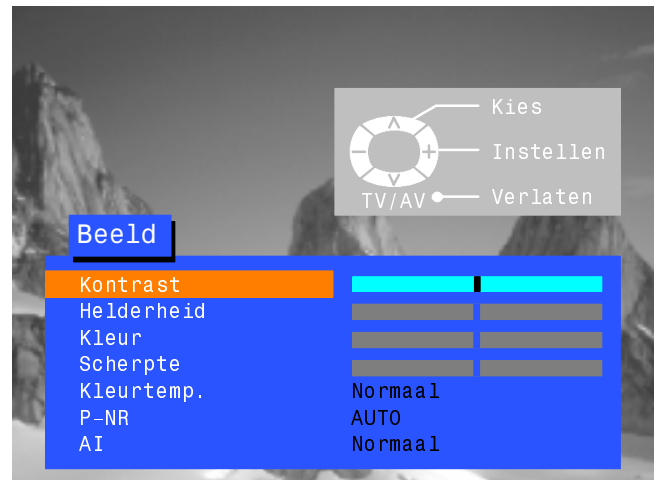 Kies
Instellen
TV/AV Verlaten
Beeld
Kontrast
Helderheid
Kleur
Scherpte
Kleurtemp. Normaal
P-NR AUTO
AI Normaal